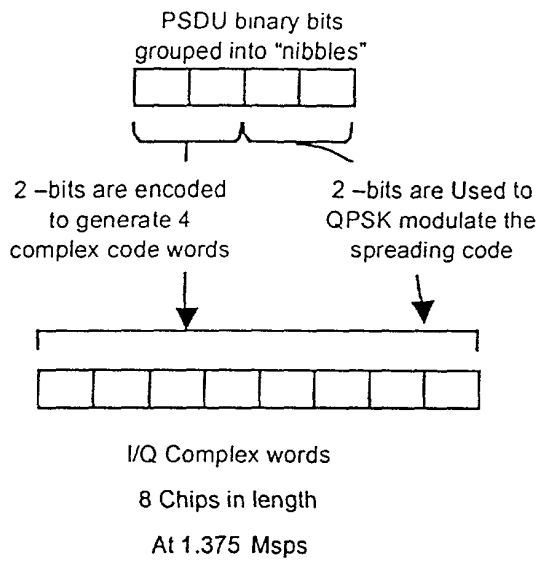 PSDU binary bits
grouped into "nibbles"
2 –bits are encoded
to generate 4
complex code words
2 –bits are Used to
QPSK modulate the
spreading code
I/Q Complex words
8 Chips in length
At 1.375 Msps